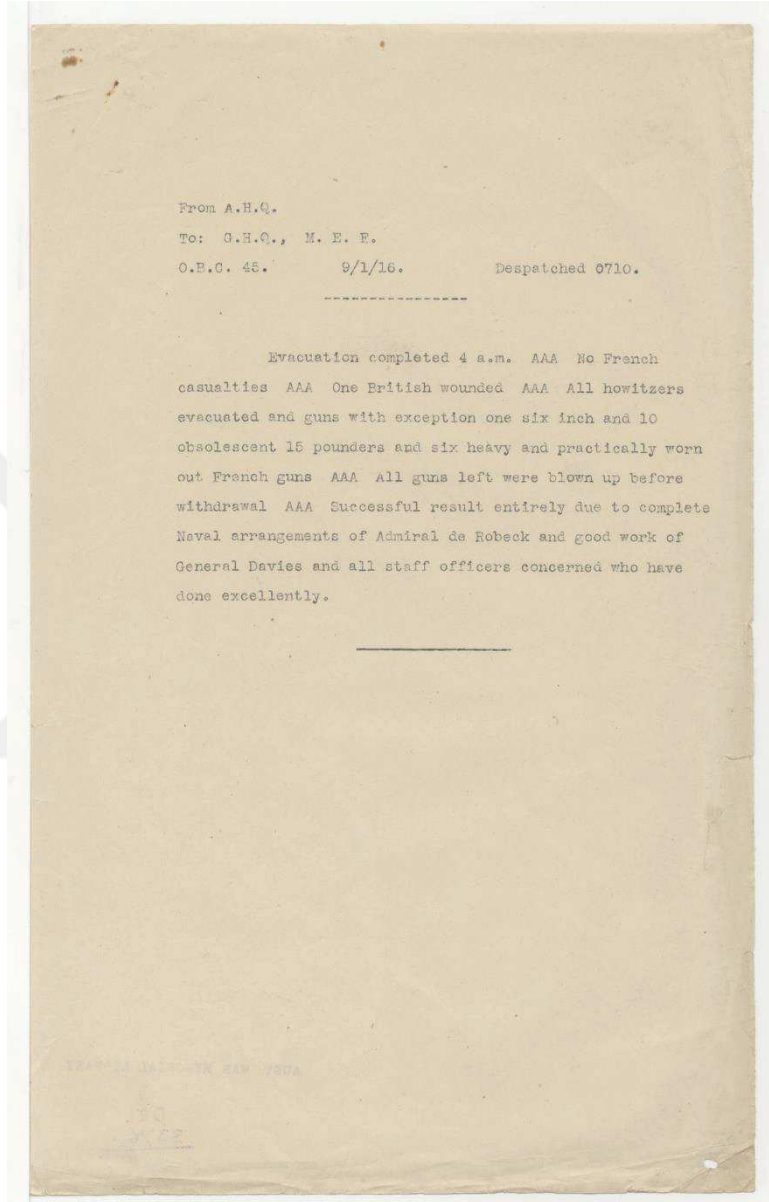 From A.H.Q.
To: G.H.Q., M. E. F.
O.B.C. 45. 9/1/16. Despatched 0710.
Evacuation completed 4 a.m. AAA No French
casualties AAA One British wounded AAA All howitzers
evacuated and guns with exception one six inch and 10
obsolescent 15 pounders and six heavy and practically worn
out French guns AAA All guns left were blown up before
withdrawal AAA Successful result entirely due to complete
Naval arrangements of Admiral de Robeck and good work of
General Davies and all staff officers concerned who have
done excellently.
AUST. WAR MEMORIAL LIBRARY